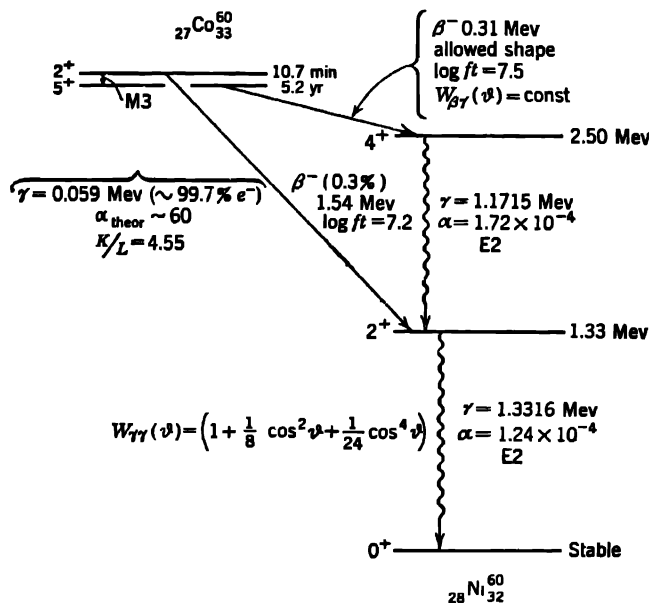 ₂₇Co₃₃⁶⁰
β⁻ 0.31 Mev
allowed shape
log ft = 7.5
W_βγ(ϑ) = const
2⁺
10.7 min
5⁺
5.2 yr
M3
4⁺
2.50 Mev
γ = 0.059 Mev (∼ 99.7% e⁻)
α_theor ∼ 60
K/L = 4.55
β⁻ (0.3%)
1.54 Mev
log ft = 7.2
γ = 1.1715 Mev
α = 1.72 × 10⁻⁴
E2
2⁺
1.33 Mev
W_γγ(ϑ) = (1 + 1/8 cos²ϑ + 1/24 cos⁴ϑ)
γ = 1.3316 Mev
α = 1.24 × 10⁻⁴
E2
0⁺
Stable
₂₈Ni₃₂⁶⁰